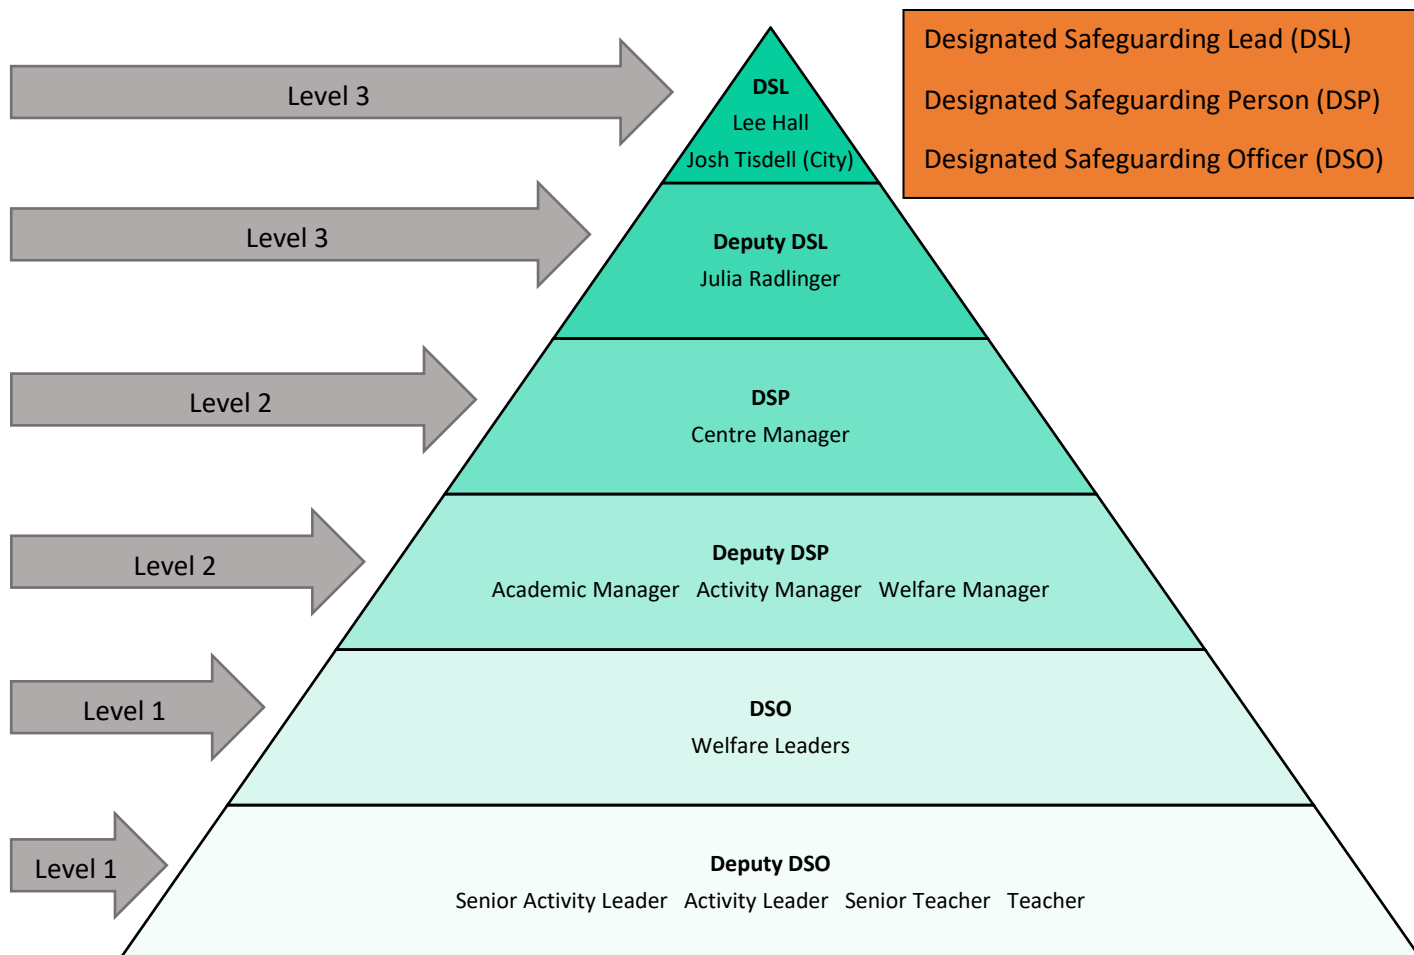 Designated Safeguarding Lead (DSL)
Designated Safeguarding Person (DSP)
Designated Safeguarding Officer (DSO)
Level 3
DSL
Lee Hall
Josh Tisdell (City)
Level 3
Deputy DSL
Julia Radlinger
Level 2
DSP
Centre Manager
Level 2
Deputy DSP
Academic Manager Activity Manager Welfare Manager
Level 1
DSO
Welfare Leaders
Level 1
Deputy DSO
Senior Activity Leader Activity Leader Senior Teacher Teacher